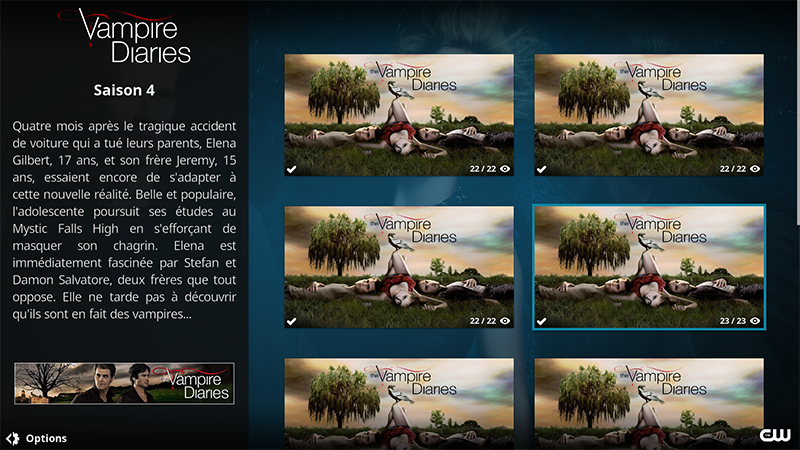 Vampire
Diaries
Saison 4
Quatre mois après le tragique accident
de voiture qui a tué leurs parents, Elena
Gilbert, 17 ans, et son frère Jeremy, 15
ans, essaient encore de s'adapter à
cette nouvelle réalité. Belle et populaire,
l'adolescente poursuit ses études au
Mystic Falls High en s'efforçant de
masquer son chagrin. Elena est
immédiatement fascinée par Stefan et
Damon Salvatore, deux frères que tout
oppose. Elle ne tarde pas à découvrir
qu'ils sont en fait des vampires...
Vampire
Diaries
Options
the Vampire
Diaries
22 / 22
the Vampire
Diaries
22 / 22
the Vampire
Diaries
22 / 22
the Vampire
Diaries
23 / 23
the Vampire
Diaries
the Vampire
Diaries
CW